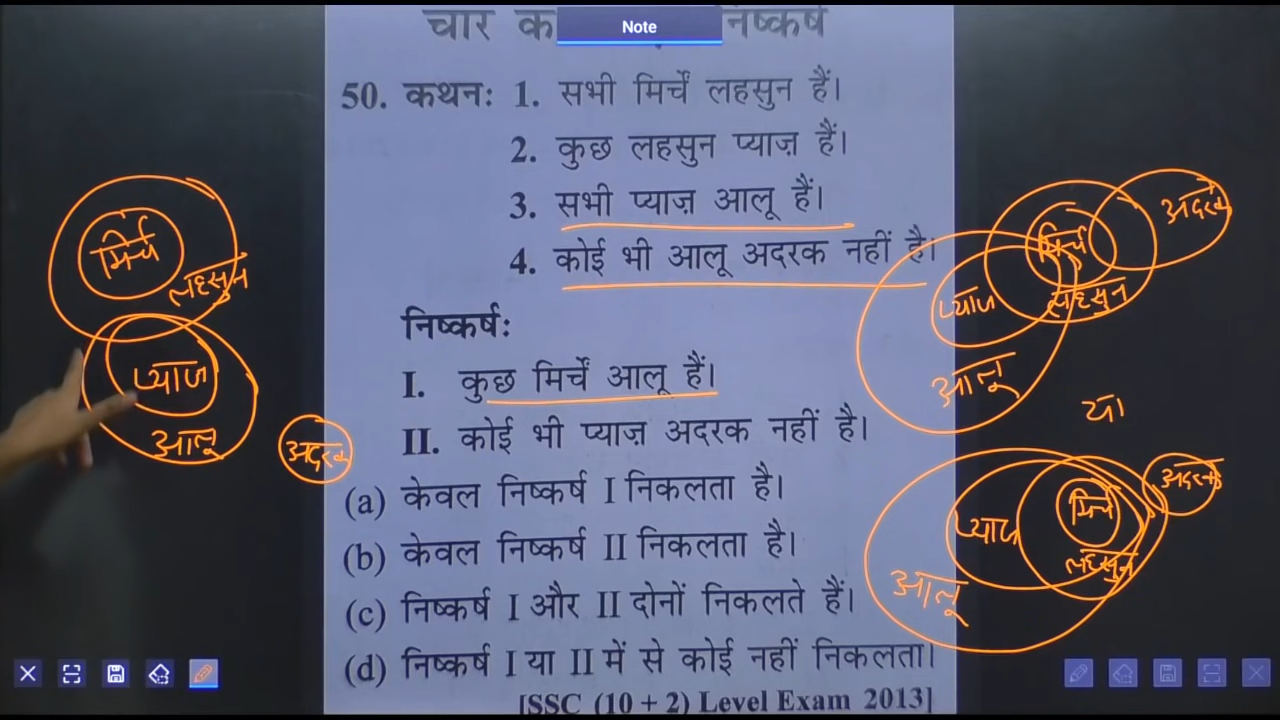 चार क निष्कर्ष
Note
50. कथनः 1. सभी मिर्चें लहसुन हैं।
2. कुछ लहसुन प्याज़ हैं।
3. सभी प्याज़ आलू हैं।
4. कोई भी आलू अदरक नहीं है।
निष्कर्षः
I. कुछ मिर्चें आलू हैं।
II. कोई भी प्याज़ अदरक नहीं है।
(a) केवल निष्कर्ष I निकलता है।
(b) केवल निष्कर्ष II निकलता है।
(c) निष्कर्ष I और II दोनों निकलते हैं।
(d) निष्कर्ष I या II में से कोई नहीं निकलता।
[SSC (10 + 2) Level Exam 2013]
मिर्च
लहसुन
प्याज
आलू
अदरक
अदरक
मिर्च
प्याज
लहसुन
आलू
या
अदरक
मिर्च
प्याज
लहसुन
आलू